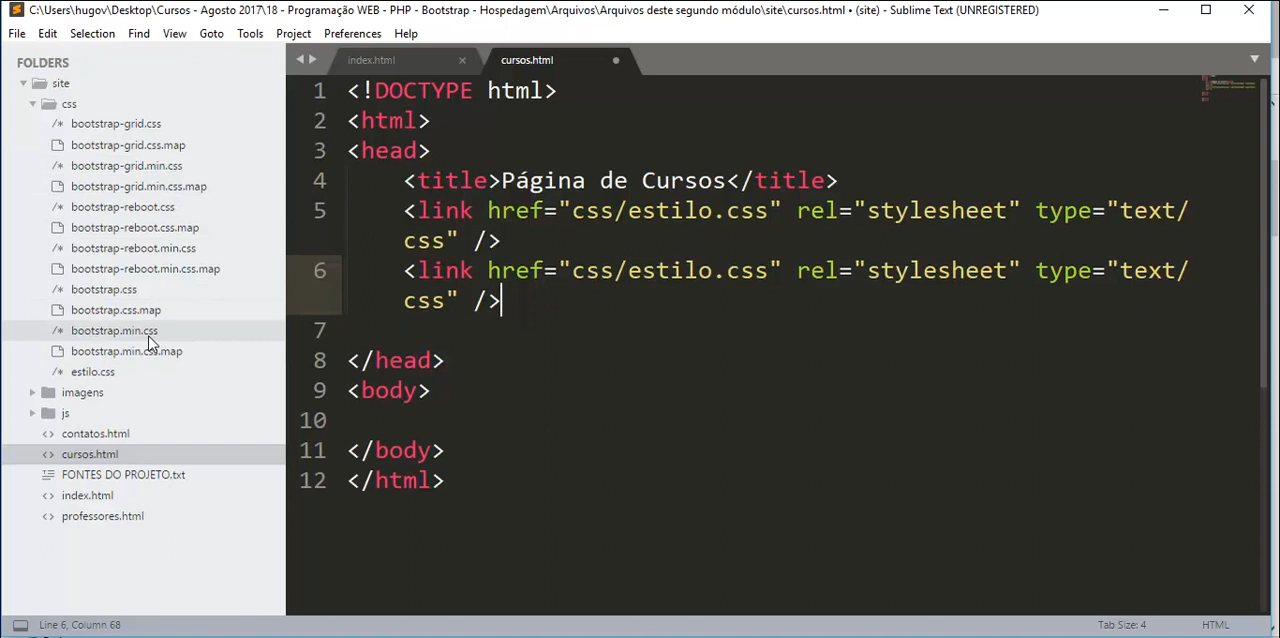 C:\Users\hugov\Desktop\Cursos - Agosto 2017\18 - Programação WEB - PHP - Bootstrap - Hospedagem\Arquivos\Arquivos deste segundo módulo\site\cursos.html • (site) - Sublime Text (UNREGISTERED)
File Edit Selection Find View Goto Tools Project Preferences Help
FOLDERS
site
css
bootstrap-grid.css
bootstrap-grid.css.map
bootstrap-grid.min.css
bootstrap-grid.min.css.map
bootstrap-reboot.css
bootstrap-reboot.css.map
bootstrap-reboot.min.css
bootstrap-reboot.min.css.map
bootstrap.css
bootstrap.css.map
bootstrap.min.css
bootstrap.min.css.map
estilo.css
imagens
js
contatos.html
cursos.html
FONTES DO PROJETO.txt
index.html
professores.html
index.html cursos.html
1 <!DOCTYPE html>
2 <html>
3 <head>
4 <title>Página de Cursos</title>
5 <link href="css/estilo.css" rel="stylesheet" type="text/
css" />
6 <link href="css/estilo.css" rel="stylesheet" type="text/
css" />
7
8 </head>
9 <body>
10
11 </body>
12 </html>
Line 6, Column 68 Tab Size: 4 HTML